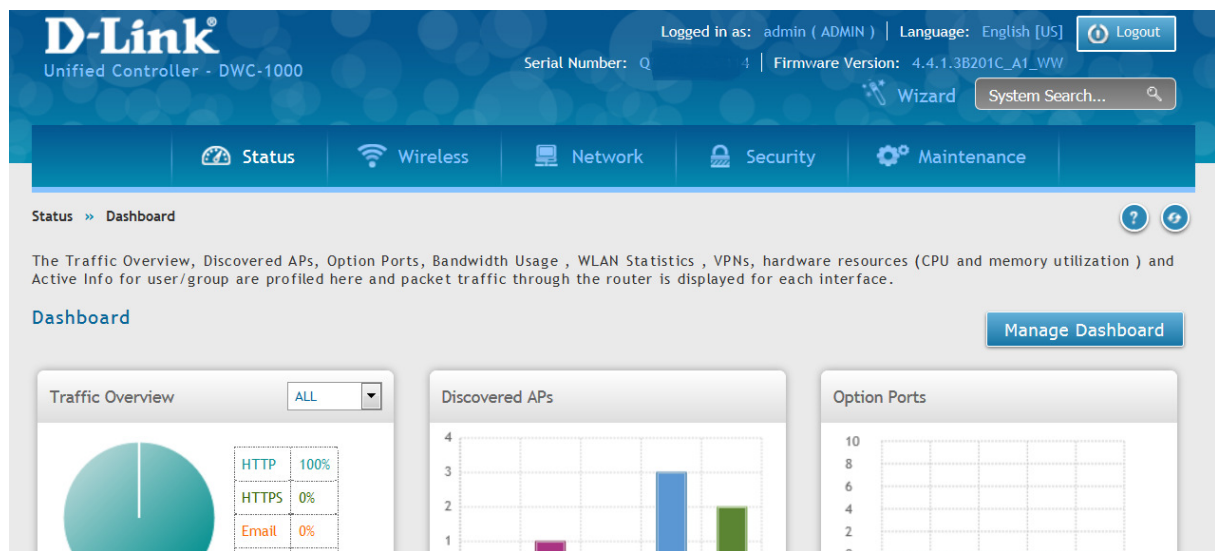 D-Link®
Unified Controller - DWC-1000
Logged in as: admin ( ADMIN ) | Language: English [US]
Logout
Serial Number: Q 4 | Firmware Version: 4.4.1.3B201C_A1_WW
Wizard
System Search...
Status
Wireless
Network
Security
Maintenance
Status » Dashboard
The Traffic Overview, Discovered APs, Option Ports, Bandwidth Usage , WLAN Statistics , VPNs, hardware resources (CPU and memory utilization ) and
Active Info for user/group are profiled here and packet traffic through the router is displayed for each interface.
Dashboard
Manage Dashboard
Traffic Overview
ALL
HTTP 100%
HTTPS 0%
Email 0%
Discovered APs
4
3
2
1
Option Ports
10
8
6
4
2